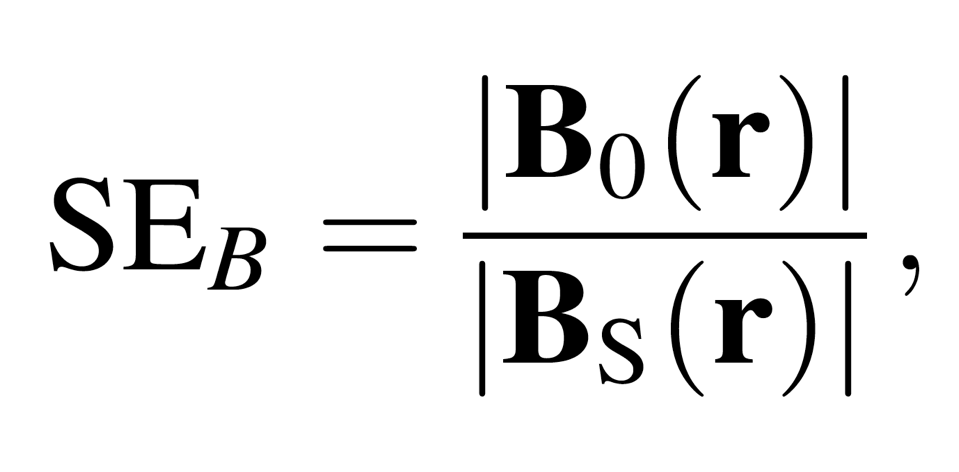 SE_B = |B_0(r)| / |B_S(r)| ,